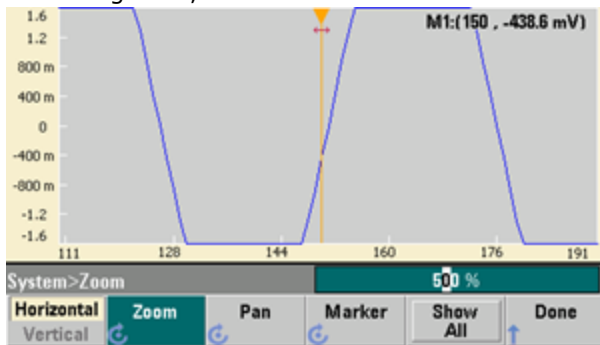 1.6
M1:(150 , -438.6 mV)
1.2
800 m
400 m
0
-400 m
-800 m
-1.2
-1.6
111 128 144 160 176 191
System>Zoom 500 %
Horizontal Zoom Pan Marker Show All Done
Vertical